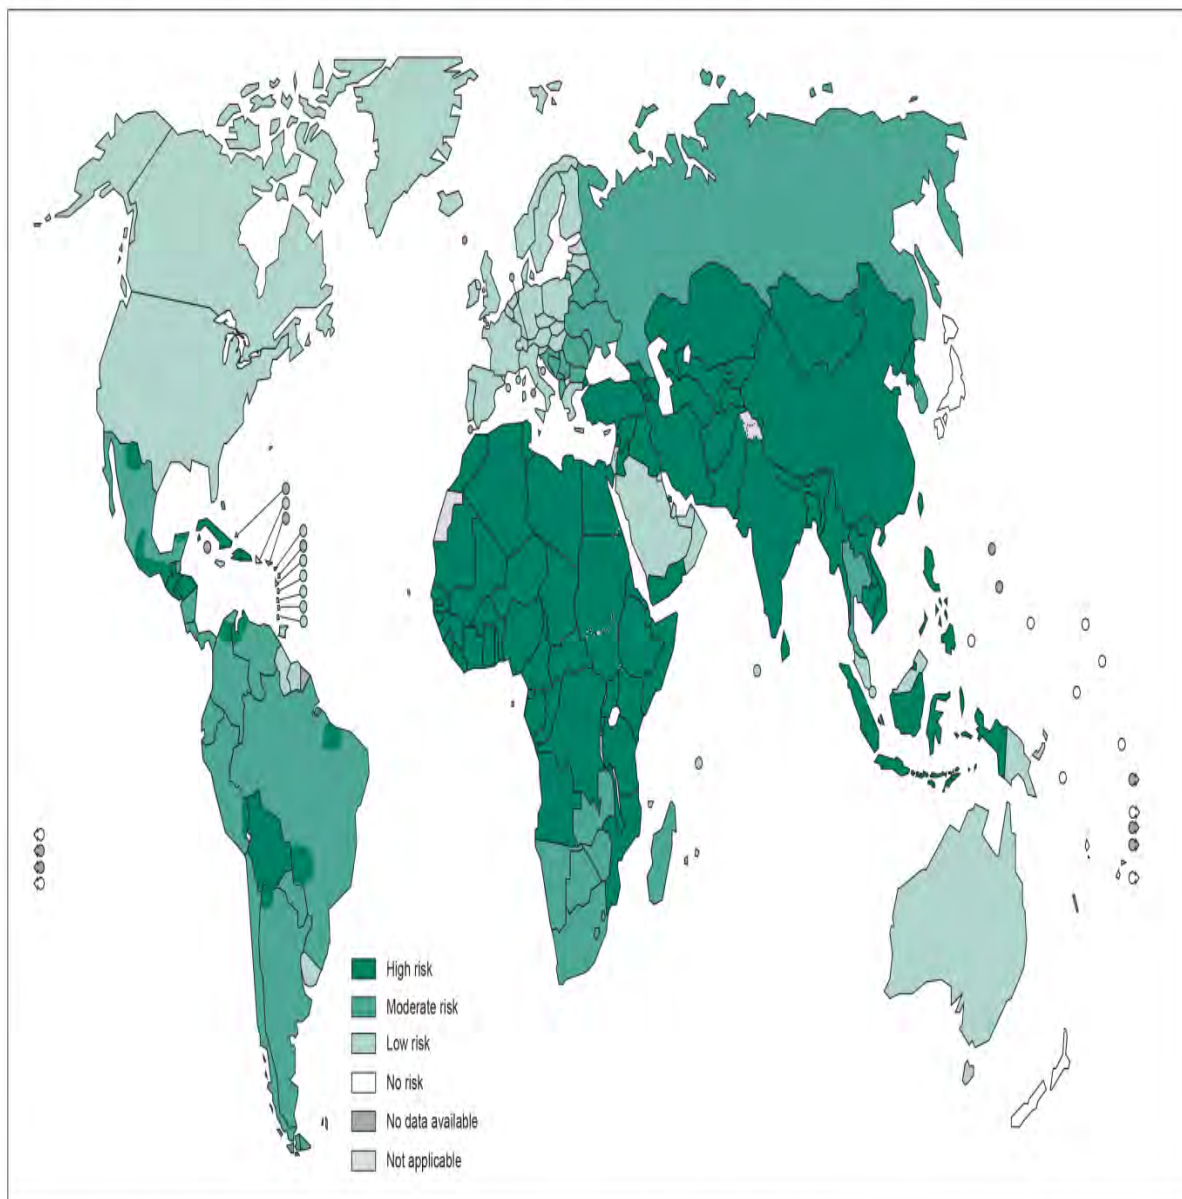 High risk
Moderate risk
Low risk
No risk
No data available
Not applicable